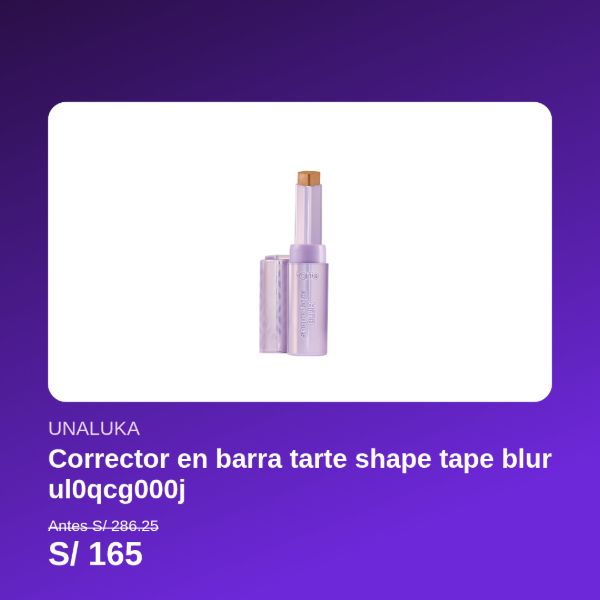 UNALUKA
Corrector en barra tarte shape tape blur
ul0qcg000j
Antes S/ 286.25
S/ 165